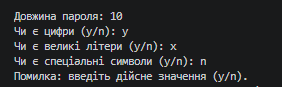 Довжина пароля: 10
Чи є цифри (y/n): y
Чи є великі літери (y/n): x
Чи є спеціальні символи (y/n): n
Помилка: введіть дійсне значення (y/n).